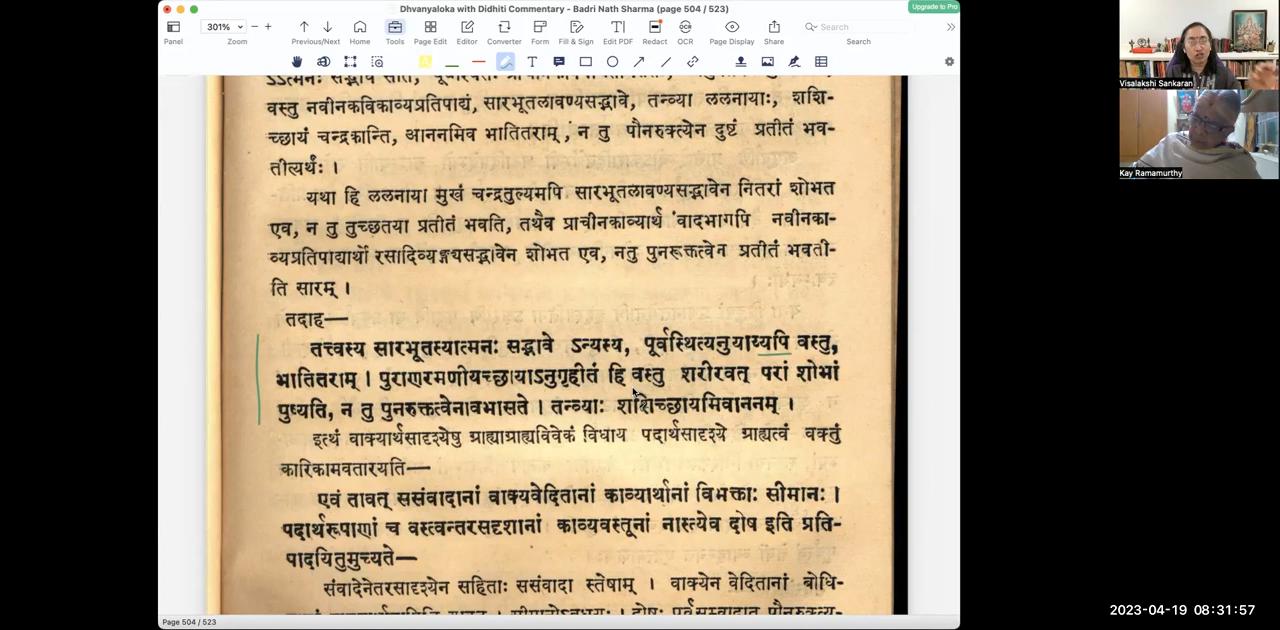 Dhvanyaloka with Didhiti Commentary - Badri Nath Sharma (page 504 / 523)
Upgrade to Pro
301%
Search
Panel Zoom Previous/Next Home Tools Page Edit Editor Converter Form Fill & Sign Edit PDF Redact OCR Page Display Share Search
वस्तु नवीनकविकाव्यप्रतिपाद्यं, सारभूतलावण्यसद्भावे, तन्व्या ललनायाः, शशि-
च्छायं चन्द्रकान्ति, आननमिव भातितराम्, न तु पौनरुक्त्येन दुष्टं प्रतीतं भव-
तीत्यर्थः ।
यथा हि ललनाया मुखं चन्द्रतुल्यमपि सारभूतलावण्यसद्भावेन नितरां शोभत
एव, न तु तुच्छतया प्रतीतं भवति, तथैव प्राचीनकाव्यार्थ वादभागपि नवीनका-
व्यप्रतिपाद्यार्थो रसादिव्यङ्ग्यसद्भावेन शोभत एव, नतु पुनरूक्तत्वेन प्रतीतं भवती-
ति सारम् ।
तदाह—
तत्त्वस्य सारभूतस्यात्मनः सद्भावे ऽन्यस्य, पूर्वस्थित्यनुयाय्यपि वस्तु,
भातितराम् । पुराणरमणीयच्छायाऽनुगृहीतं हि वस्तु शरीरवत् परां शोभां
पुष्यति, न तु पुनरुक्तत्वेनावभासते । तन्व्याः शशिच्छायमिवाननम् ।
इत्थं वाक्यार्थसादृश्येषु ग्राह्याग्राह्यविवेकं विधाय पदार्थसादृश्ये ग्राह्यत्वं वक्तुं
कारिकामवतारयति—
एवं तावत् ससंवादानां वाक्यवेदितानां काव्यार्थानां विभक्ताः सीमानः ।
पदार्थरूपाणां च वस्त्वन्तरसदृशानां काव्यवस्तूनां नास्त्येव दोष इति प्रति-
पादयितुमुच्यते—
संवादेनेतरसादृश्येन सहिताः ससंवादा स्तेषाम् । वाक्येन वेदितानां बोधि-
Page 504 / 523
Visalakshi Sankaran
Kay Ramamurthy
2023-04-19 08:31:57